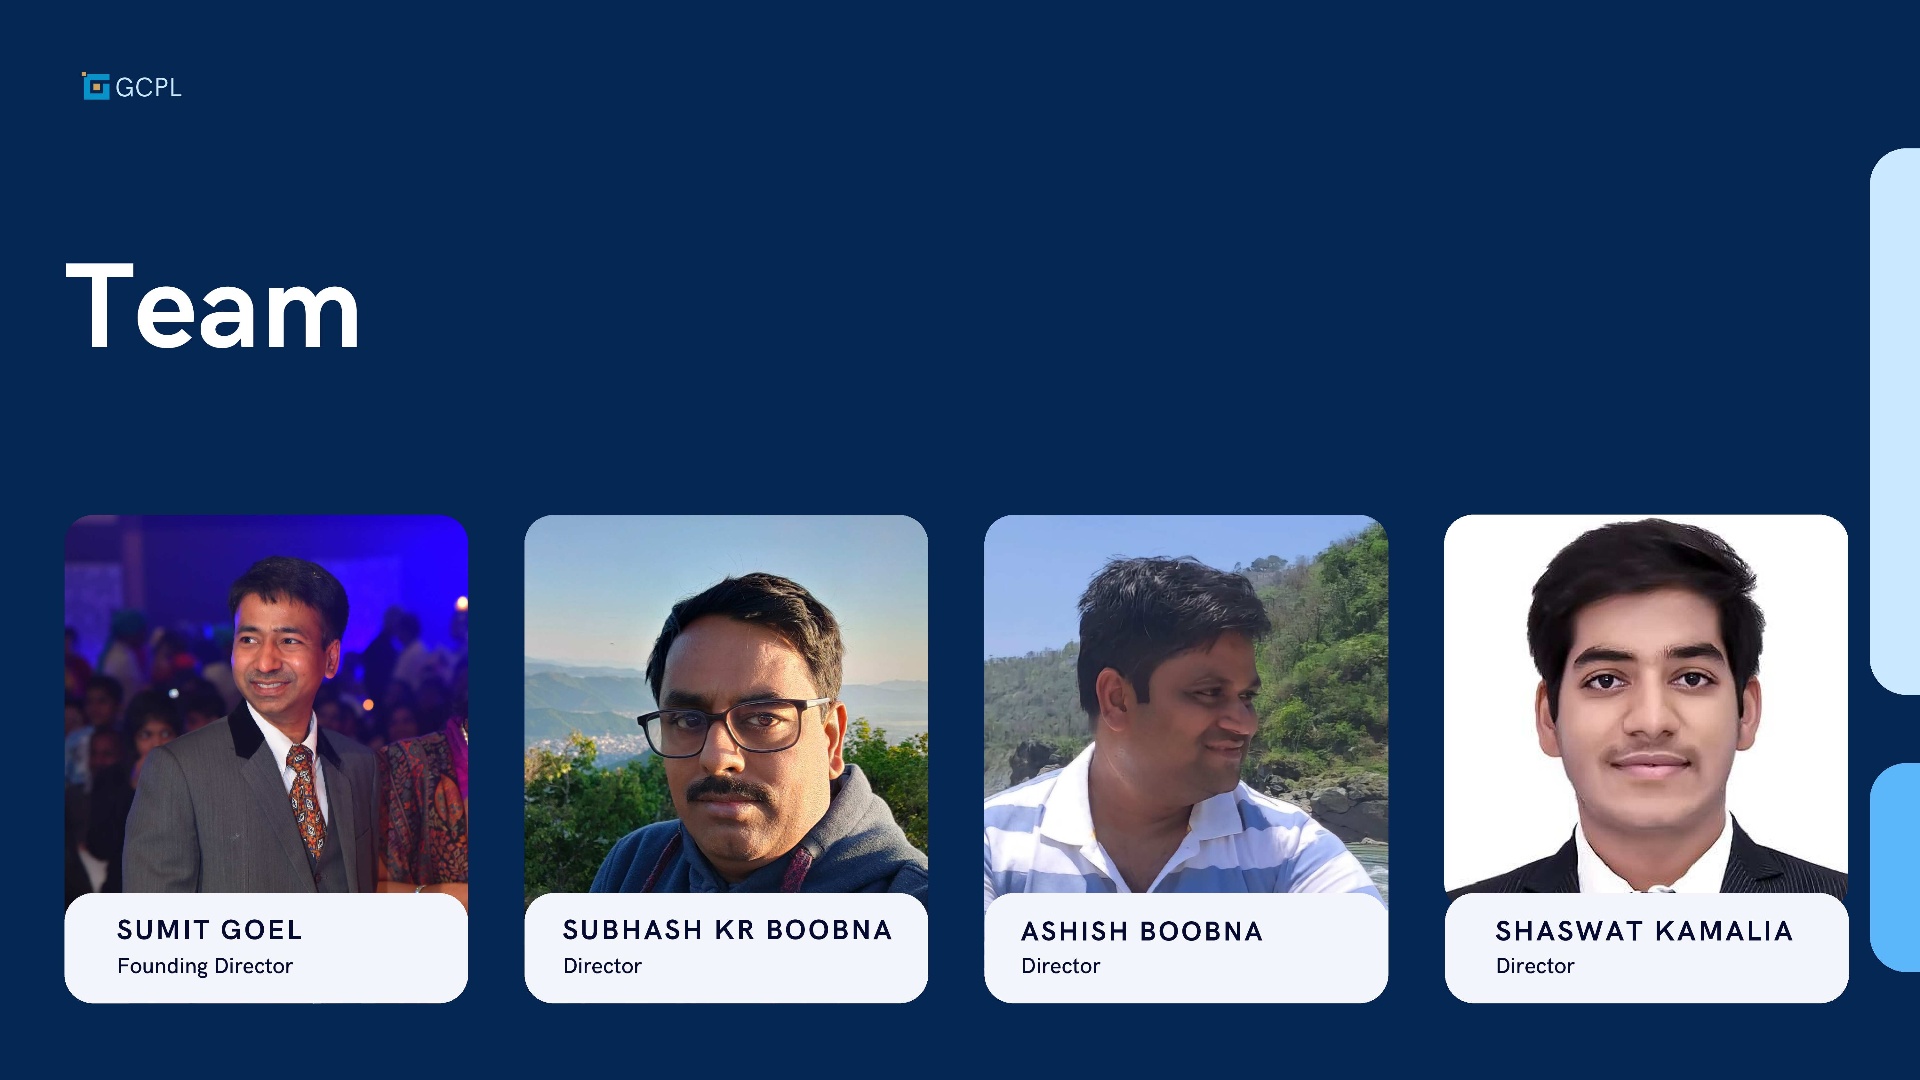 GCPL
Team
SUMIT GOEL
Founding Director
SUBHASH KR BOOBNA
Director
ASHISH BOOBNA
Director
SHASWAT KAMALIA
Director